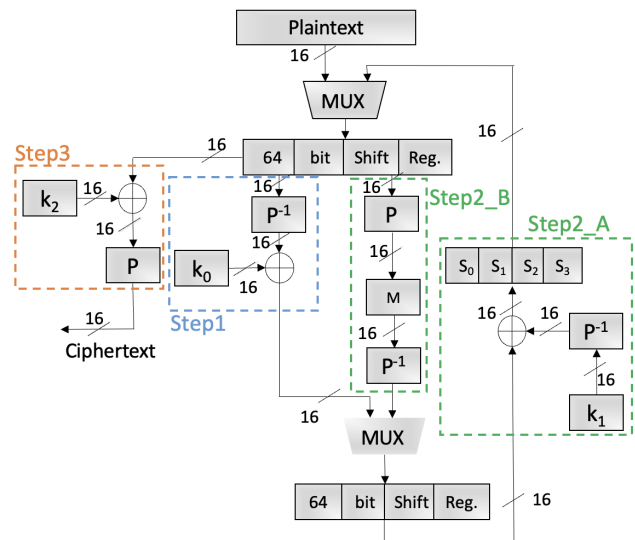 Plaintext
16
MUX
16
16
Step3
64 bit Shift Reg.
16
16
Step2_B
k₂
16
P⁻¹
P
Step2_A
16
16
16
P
k₀
16
M
S₀ S₁ S₂ S₃
Step1
16
16
16
P⁻¹
16
Ciphertext
P⁻¹
16
k₁
16
MUX
64 bit Shift Reg.
16